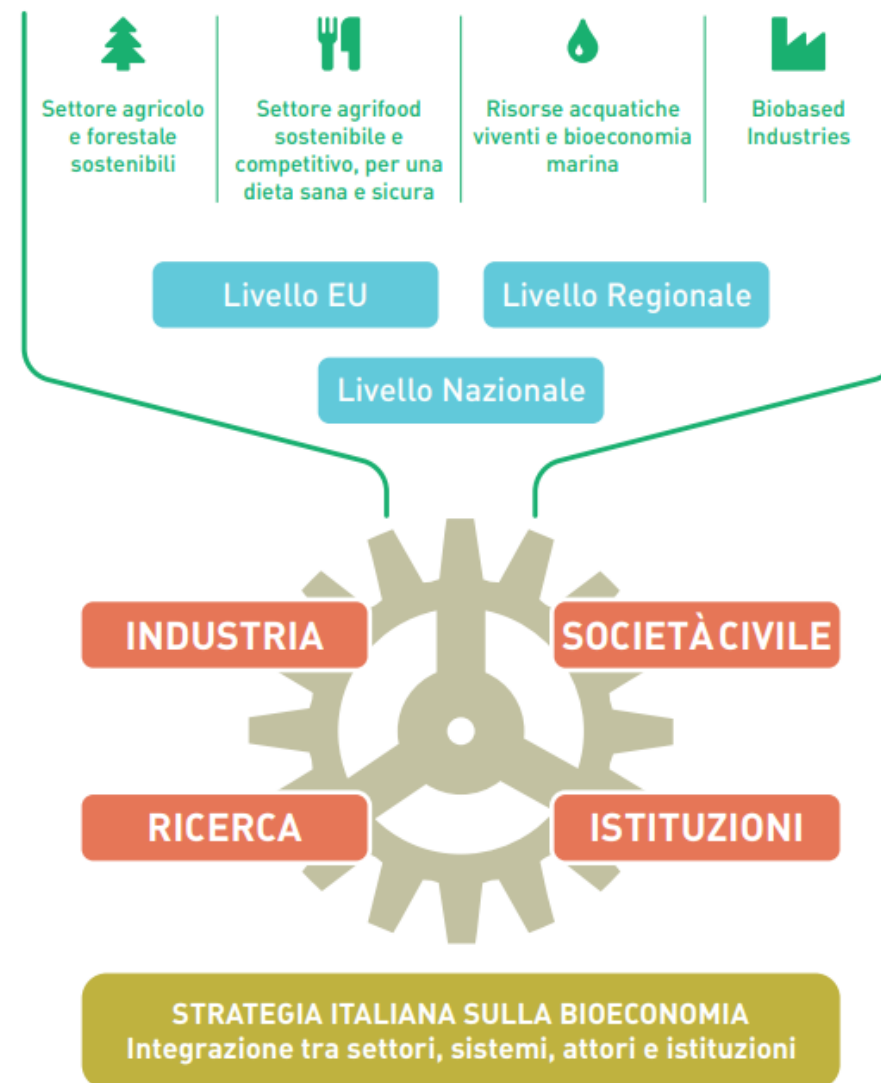 Settore agricolo
e forestale
sostenibili
Settore agrifood
sostenibile e
competitivo, per una
dieta sana e sicura
Risorse acquatiche
viventi e bioeconomia
marina
Biobased
Industries
Livello EU
Livello Regionale
Livello Nazionale
INDUSTRIA
SOCIETÀ CIVILE
RICERCA
ISTITUZIONI
STRATEGIA ITALIANA SULLA BIOECONOMIA
Integrazione tra settori, sistemi, attori e istituzioni